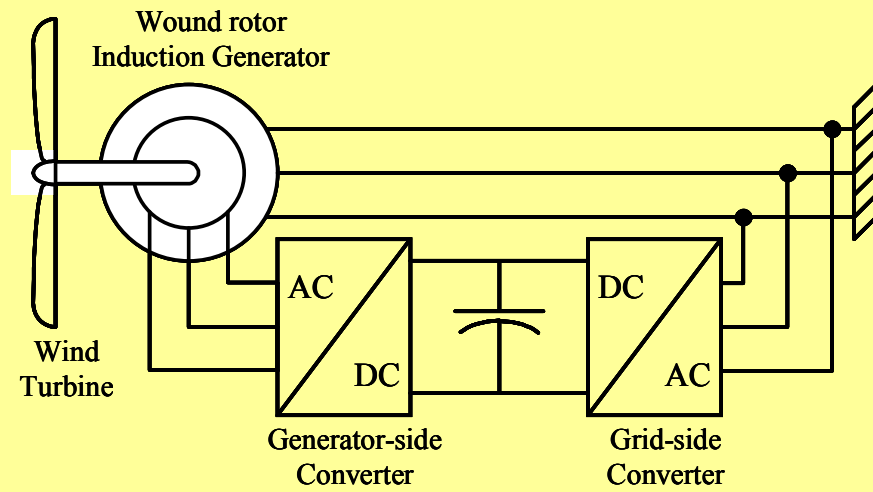 Wound rotor
Induction Generator
AC
DC
DC
AC
Wind
Turbine
Generator-side
Converter
Grid-side
Converter